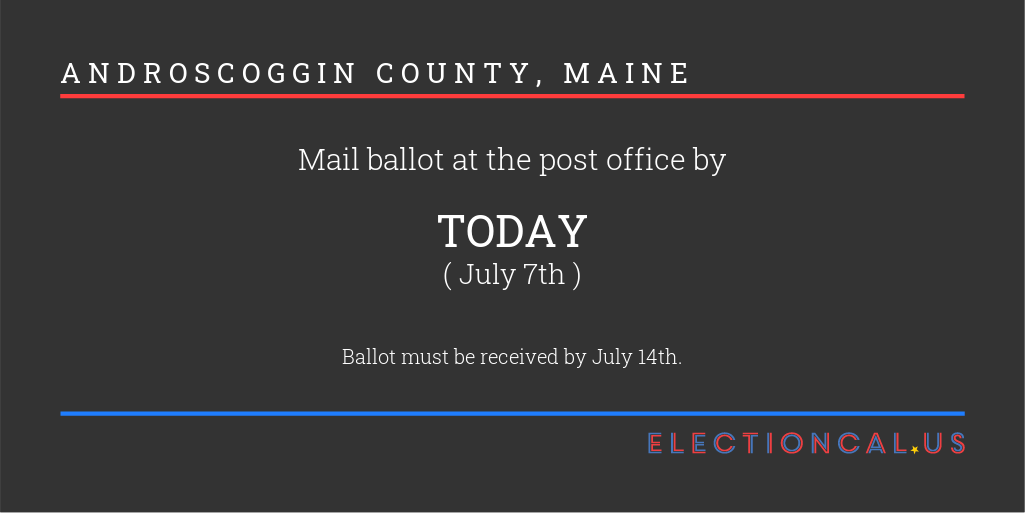 ANDROSCOGGIN COUNTY, MAINE
Mail ballot at the post office by
TODAY
( July 7th )
Ballot must be received by July 14th.
ELECTIONCAL.US